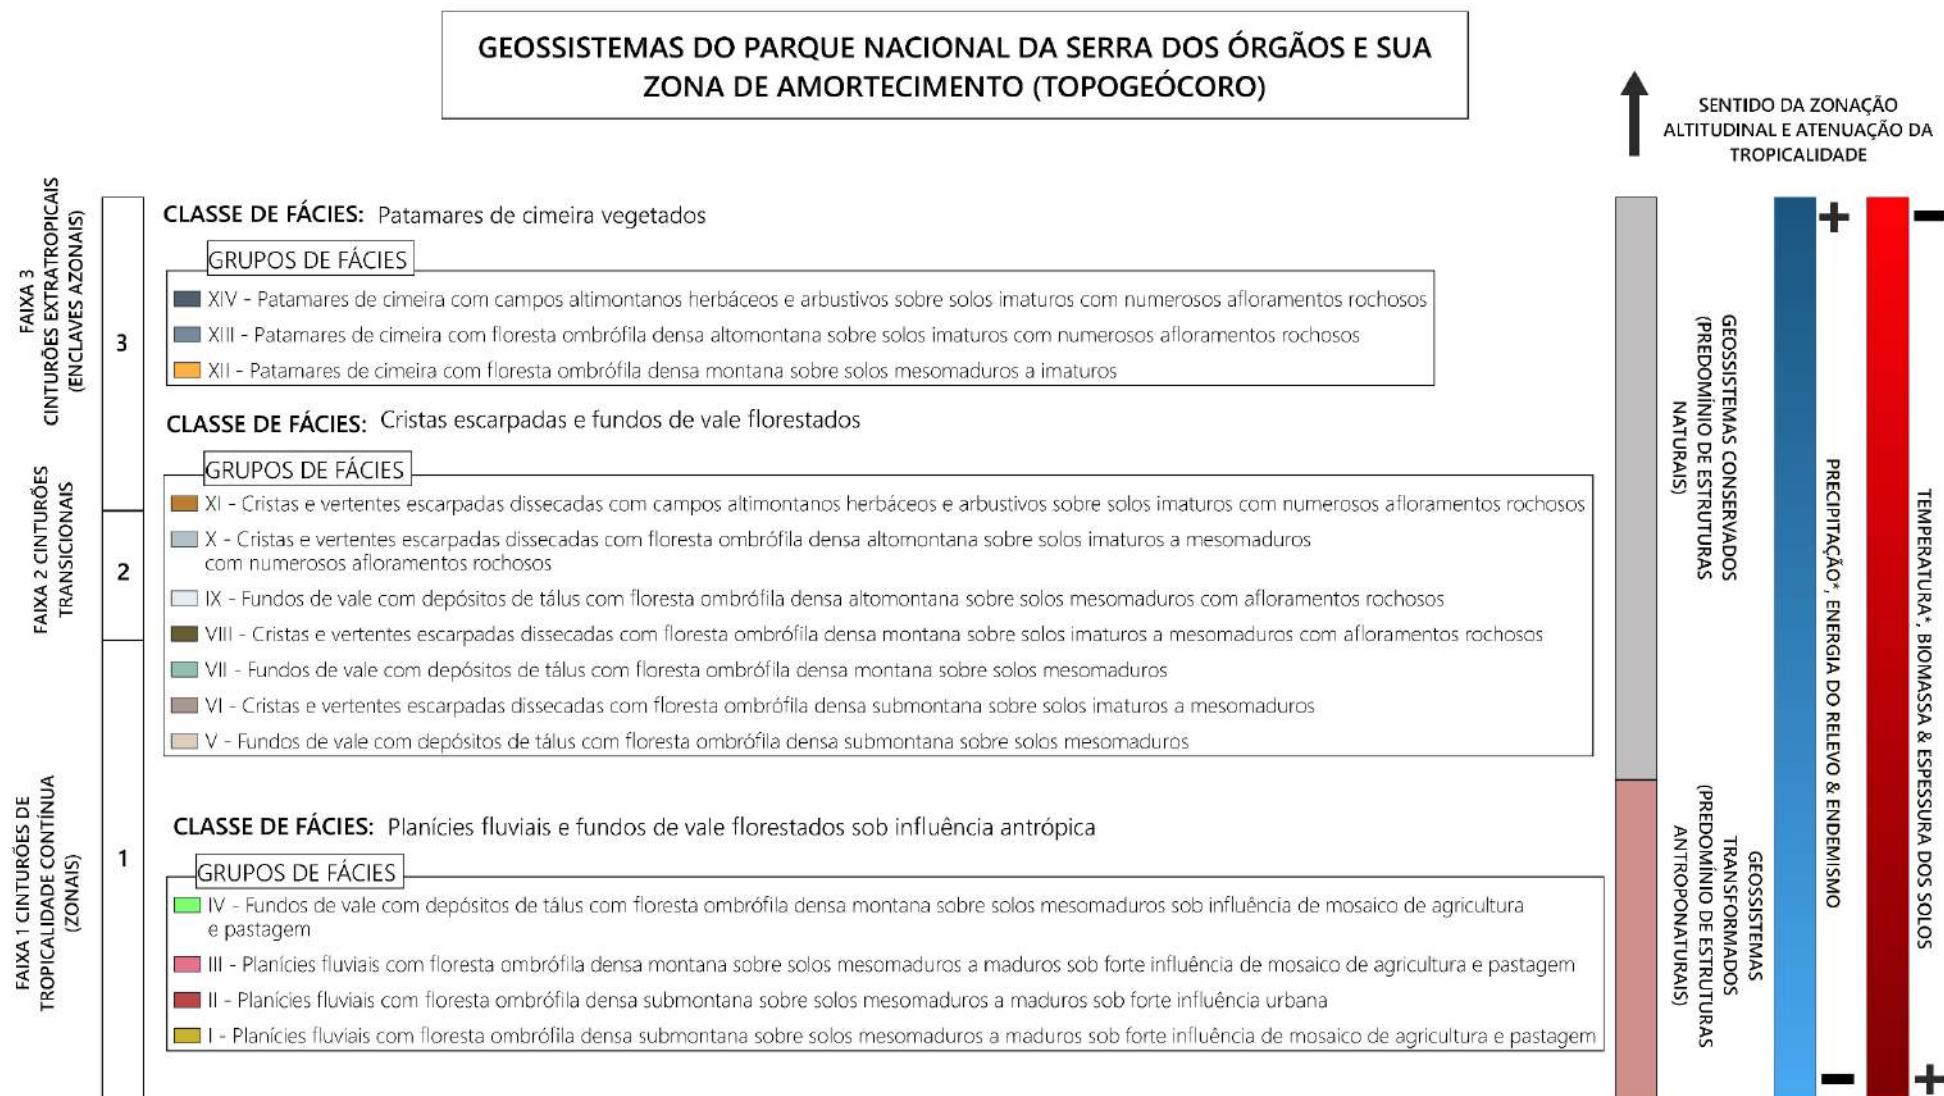 GEOSSISTEMAS DO PARQUE NACIONAL DA SERRA DOS ÓRGÃOS E SUA
ZONA DE AMORTECIMENTO (TOPOGEÓCORO)
SENTIDO DA ZONAÇÃO
ALTITUDINAL E ATENUAÇÃO DA
TROPICALIDADE
FAIXA 3
CINTURÕES EXTRATROPICAIS
(ENCLAVES AZONAIS)
3
CLASSE DE FÁCIES: Patamares de cimeira vegetados
GRUPOS DE FÁCIES
XIV - Patamares de cimeira com campos altimontanos herbáceos e arbustivos sobre solos imaturos com numerosos afloramentos rochosos
XIII - Patamares de cimeira com floresta ombrófila densa altomontana sobre solos imaturos com numerosos afloramentos rochosos
XII - Patamares de cimeira com floresta ombrófila densa montana sobre solos mesomaduros a imaturos
CLASSE DE FÁCIES: Cristas escarpadas e fundos de vale florestados
GRUPOS DE FÁCIES
FAIXA 2 CINTURÕES
TRANSICIONAIS
2
XI - Cristas e vertentes escarpadas dissecadas com campos altimontanos herbáceos e arbustivos sobre solos imaturos com numerosos afloramentos rochosos
X - Cristas e vertentes escarpadas dissecadas com floresta ombrófila densa altomontana sobre solos imaturos a mesomaduros
com numerosos afloramentos rochosos
IX - Fundos de vale com depósitos de tálus com floresta ombrófila densa altomontana sobre solos mesomaduros com afloramentos rochosos
VIII - Cristas e vertentes escarpadas dissecadas com floresta ombrófila densa montana sobre solos imaturos a mesomaduros com afloramentos rochosos
VII - Fundos de vale com depósitos de tálus com floresta ombrófila densa montana sobre solos mesomaduros
VI - Cristas e vertentes escarpadas dissecadas com floresta ombrófila densa submontana sobre solos imaturos a mesomaduros
V - Fundos de vale com depósitos de tálus com floresta ombrófila densa submontana sobre solos mesomaduros
FAIXA 1 CINTURÕES DE
TROPICALIDADE CONTÍNUA
(ZONAIS)
1
CLASSE DE FÁCIES: Planícies fluviais e fundos de vale florestados sob influência antrópica
GRUPOS DE FÁCIES
IV - Fundos de vale com depósitos de tálus com floresta ombrófila densa montana sobre solos mesomaduros sob influência de mosaico de agricultura
e pastagem
III - Planícies fluviais com floresta ombrófila densa montana sobre solos mesomaduros a maduros sob forte influência de mosaico de agricultura e pastagem
II - Planícies fluviais com floresta ombrófila densa submontana sobre solos mesomaduros a maduros sob forte influência urbana
I - Planícies fluviais com floresta ombrófila densa submontana sobre solos mesomaduros a maduros sob forte influência de mosaico de agricultura e pastagem
GEOSSISTEMAS CONSERVADOS
(PREDOMÍNIO DE ESTRUTURAS
NATURAIS)
GEOSSISTEMAS
TRANSFORMADOS
(PREDOMÍNIO DE ESTRUTURAS
ANTROPONATURAIS)
+
PRECIPITAÇÃO*, ENERGIA DO RELEVO & ENDEMISMO
-
-
TEMPERATURA*, BIOMASSA & ESPESSURA DOS SOLOS
+